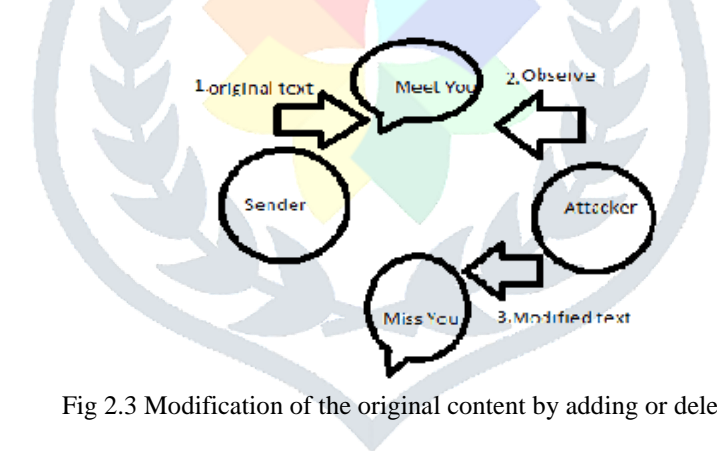 1.original text
Meet You
2.Observe
Sender
Attacker
Miss You
3.Modified text
Fig 2.3 Modification of the original content by adding or dele